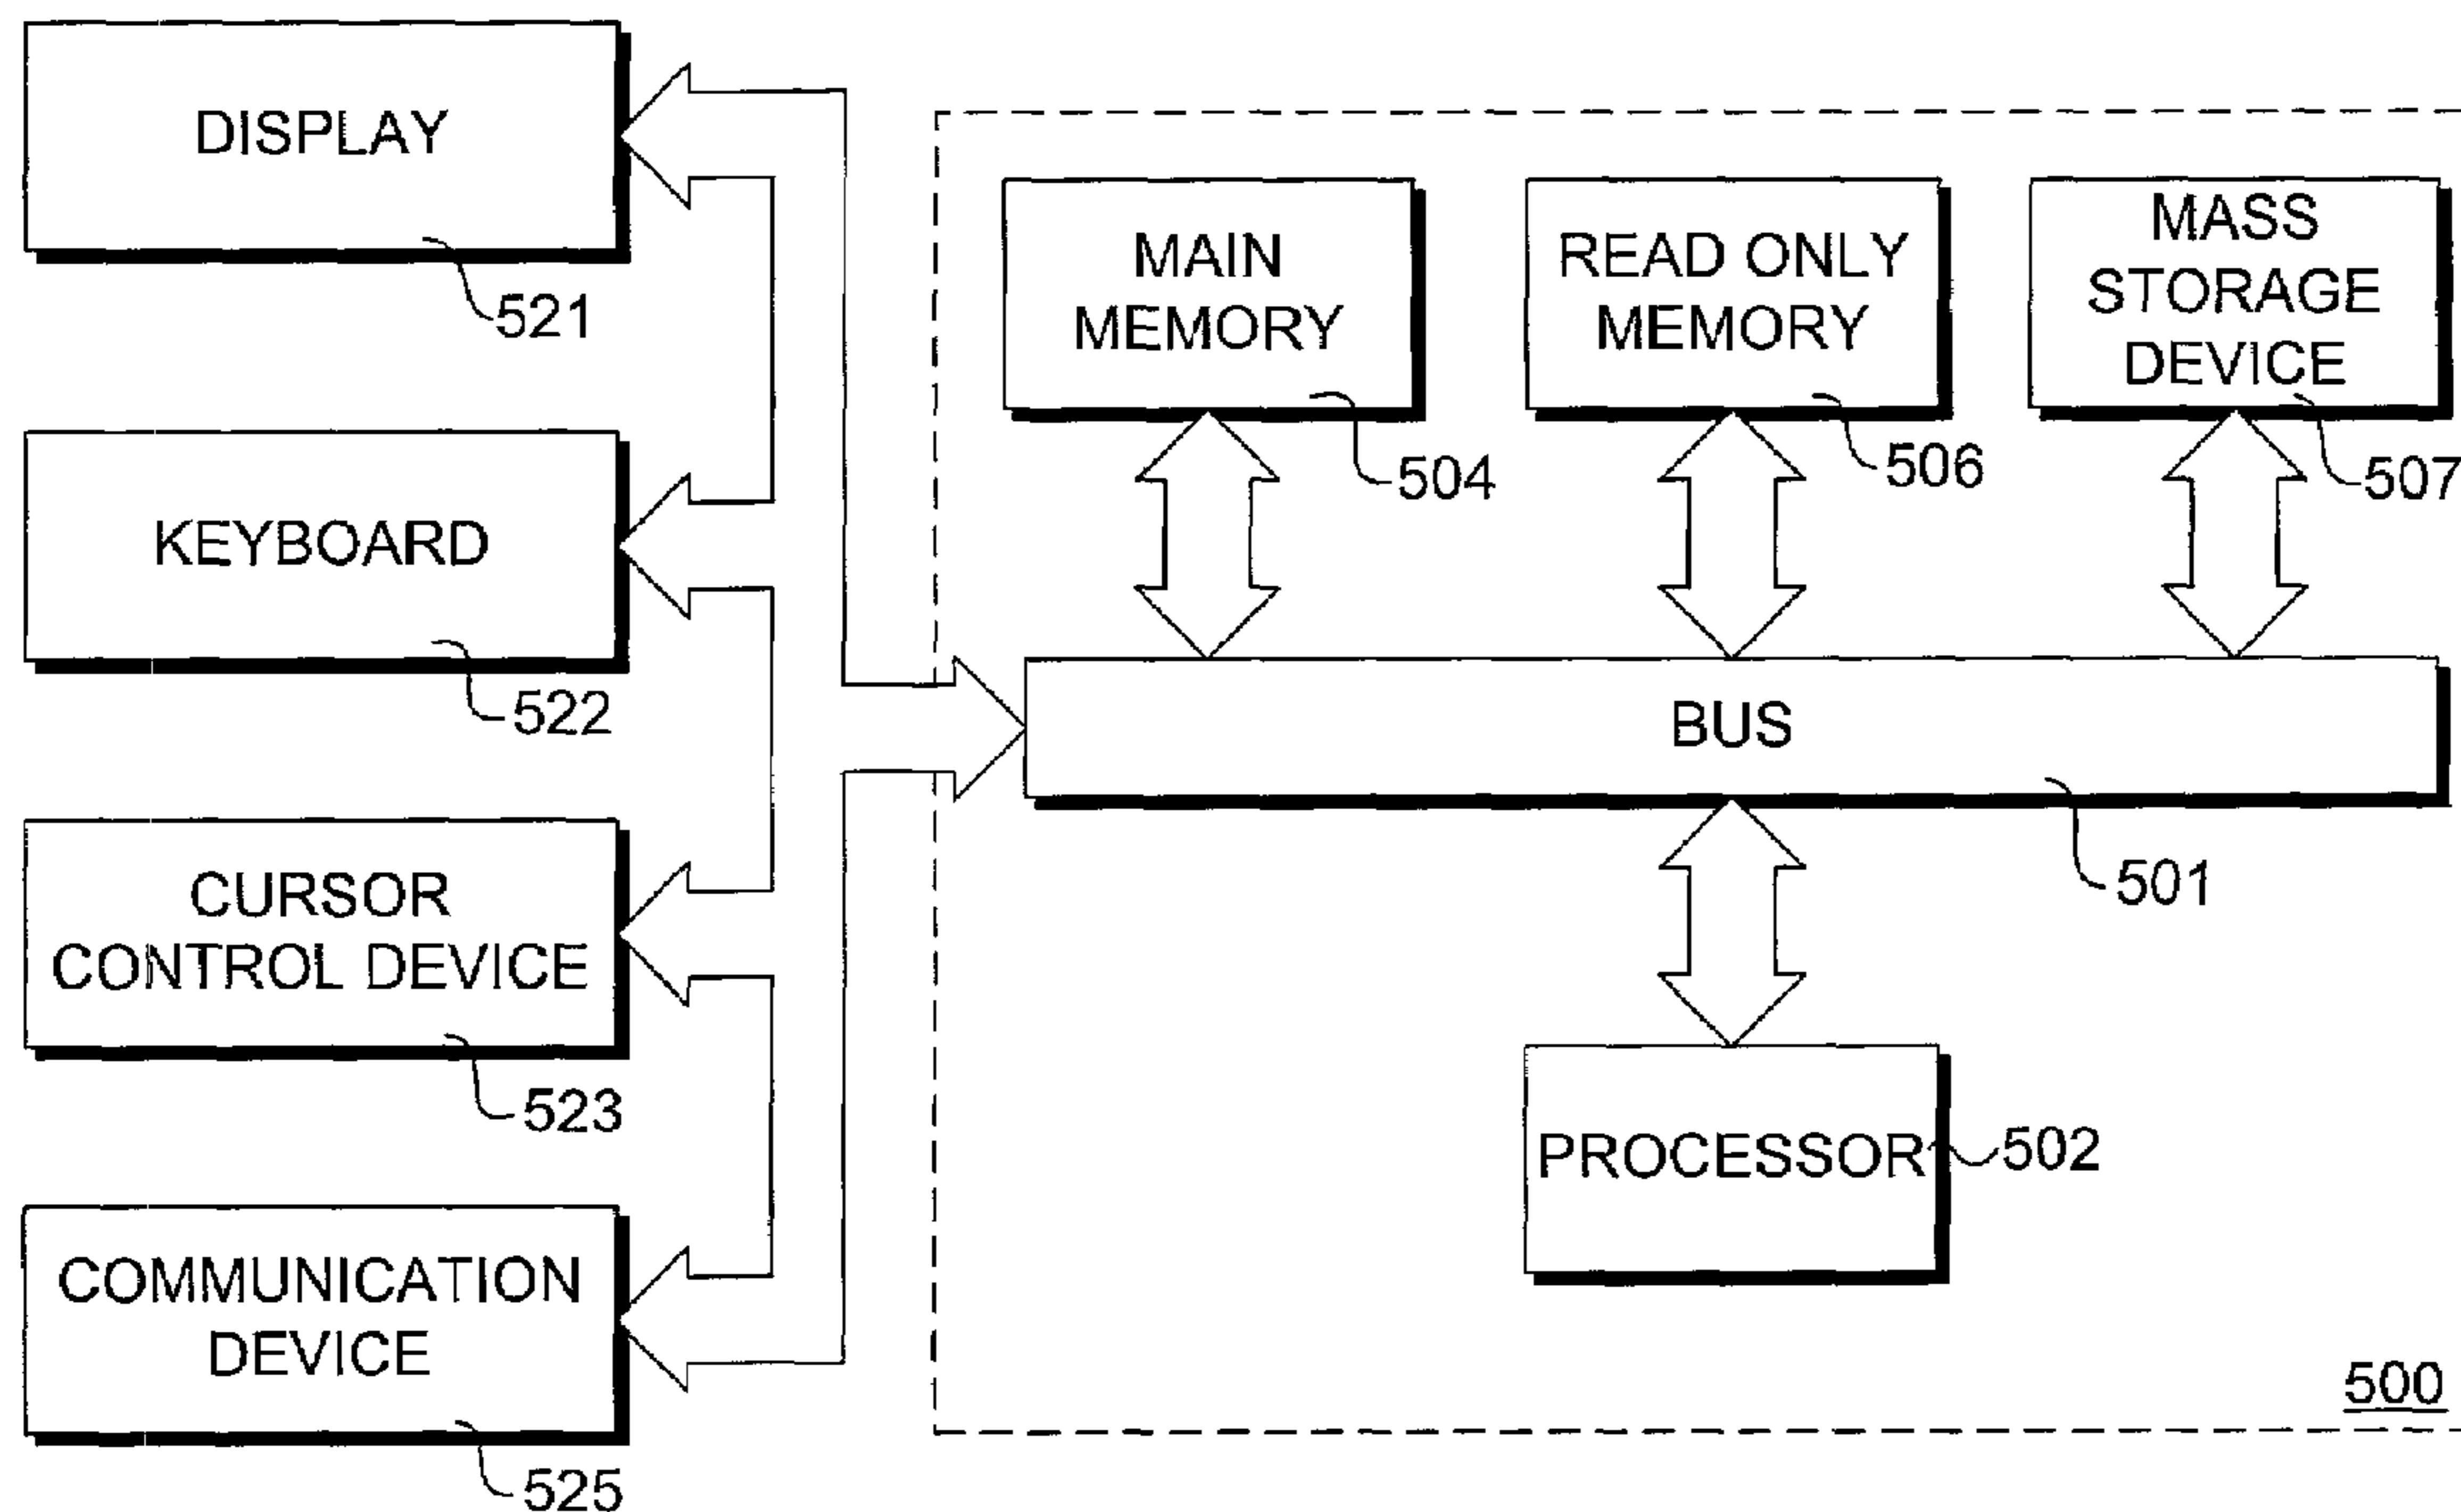 DISPLAY
521
KEYBOARD
522
CURSOR
CONTROL DEVICE
523
COMMUNICATION
DEVICE
525
MAIN
MEMORY
504
READ ONLY
MEMORY
506
MASS
STORAGE
DEVICE
507
BUS
501
PROCESSOR
502
500